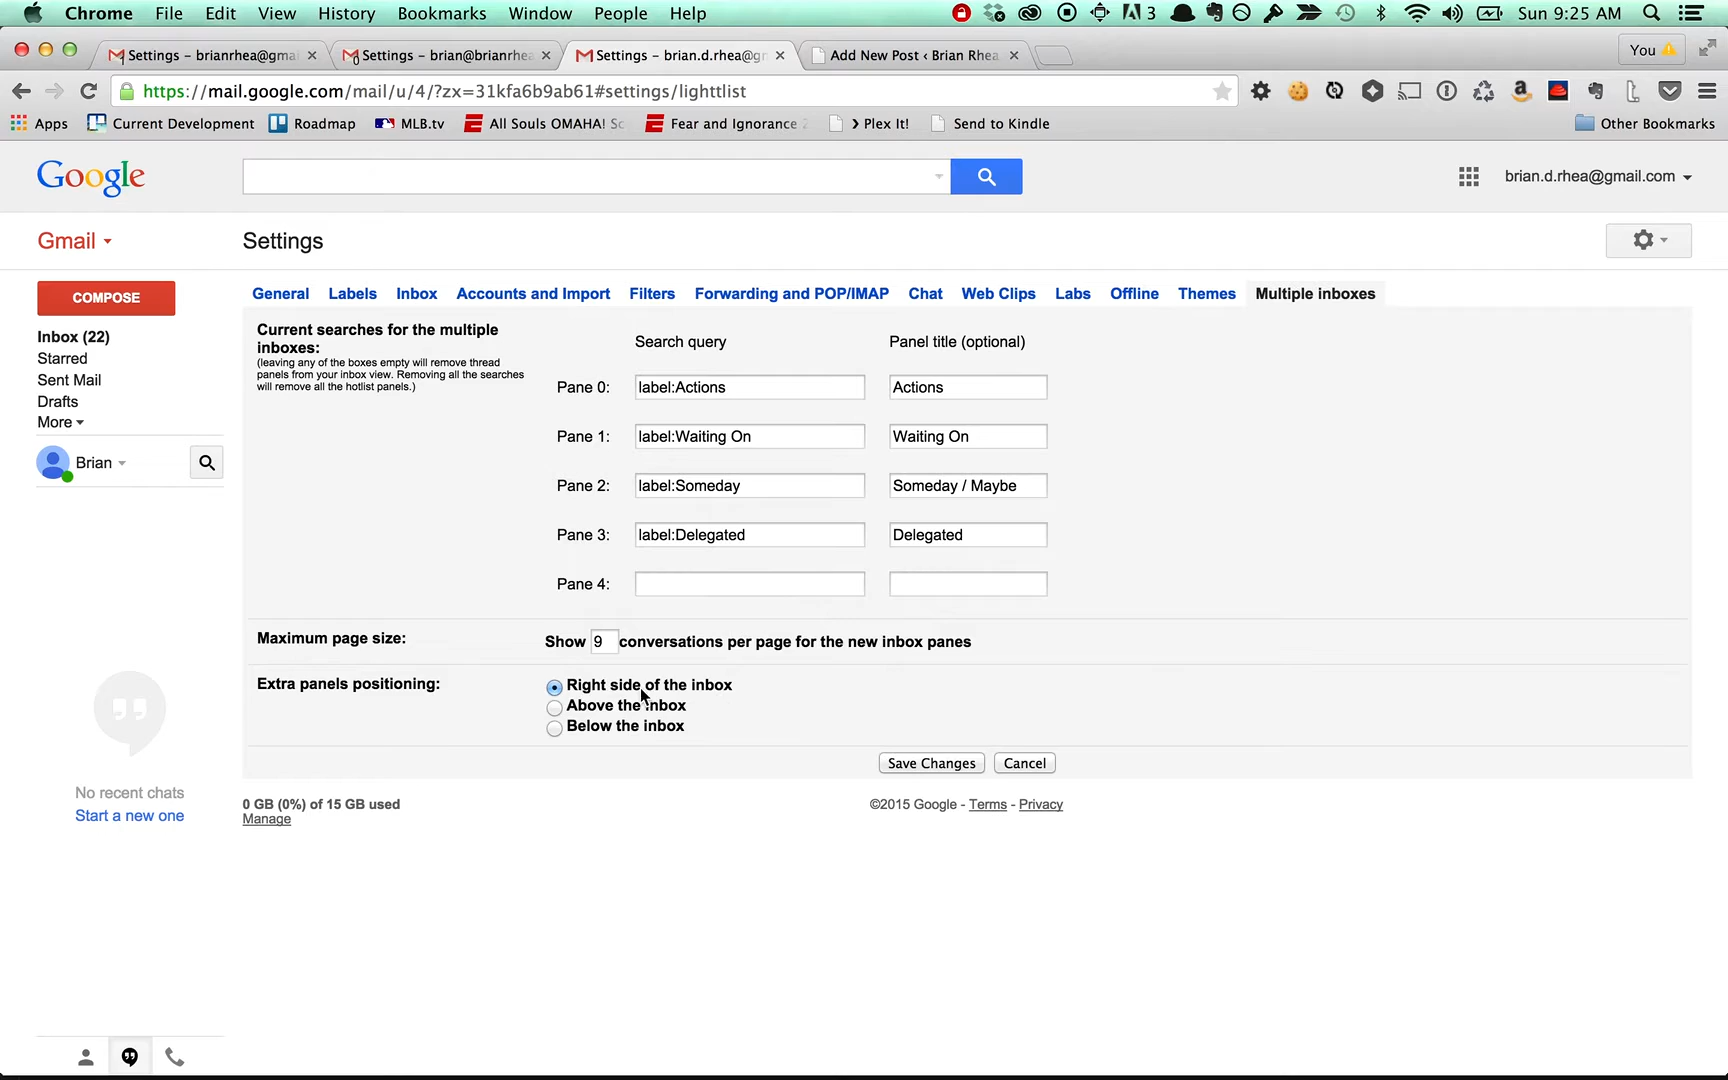 Chrome File Edit View History Bookmarks Window People Help 3 Sun 9:25 AM
Settings – brianrhea@gmai Settings – brian@brianrhea Settings – brian.d.rhea@gm Add New Post ‹ Brian Rhea You
https://mail.google.com/mail/u/4/?zx=31kfa6b9ab61#settings/lighttlist
Apps Current Development Roadmap MLB.tv All Souls OMAHA! Sc Fear and Ignorance 2 > Plex It! Send to Kindle Other Bookmarks
Google brian.d.rhea@gmail.com
Gmail Settings
COMPOSE
Inbox (22)
Starred
Sent Mail
Drafts
More
Brian
No recent chats
Start a new one
General Labels Inbox Accounts and Import Filters Forwarding and POP/IMAP Chat Web Clips Labs Offline Themes Multiple inboxes
Current searches for the multiple
inboxes:
(leaving any of the boxes empty will remove thread
panels from your inbox view. Removing all the searches
will remove all the hotlist panels.)
Search query Panel title (optional)
Pane 0: label:Actions Actions
Pane 1: label:Waiting On Waiting On
Pane 2: label:Someday Someday / Maybe
Pane 3: label:Delegated Delegated
Pane 4:
Maximum page size: Show 9 conversations per page for the new inbox panes
Extra panels positioning: Right side of the inbox
Above the inbox
Below the inbox
Save Changes Cancel
0 GB (0%) of 15 GB used
Manage
©2015 Google - Terms - Privacy